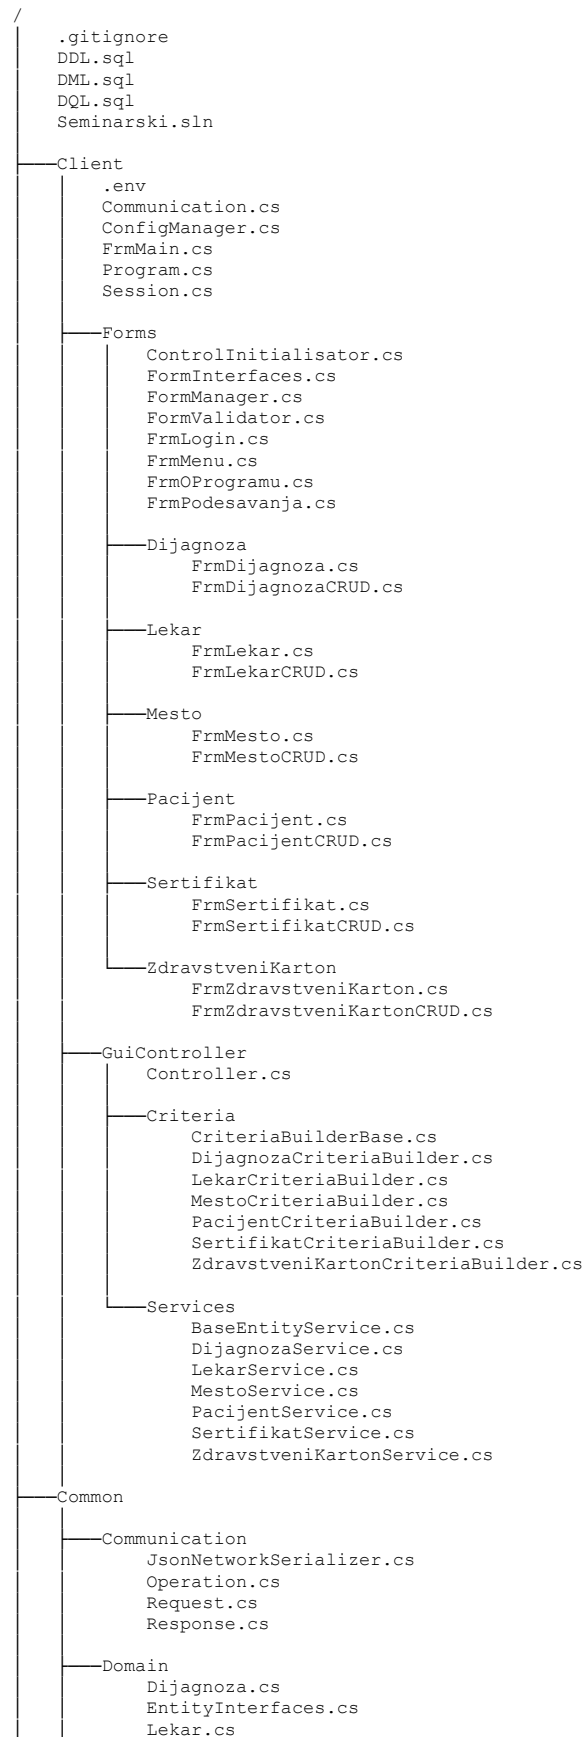 /
.gitignore
DDL.sql
DML.sql
DQL.sql
Seminarski.sln
Client
.env
Communication.cs
ConfigManager.cs
FrmMain.cs
Program.cs
Session.cs
Forms
ControlInitialisator.cs
FormInterfaces.cs
FormManager.cs
FormValidator.cs
FrmLogin.cs
FrmMenu.cs
FrmOProgramu.cs
FrmPodesavanja.cs
Dijagnoza
FrmDijagnoza.cs
FrmDijagnozaCRUD.cs
Lekar
FrmLekar.cs
FrmLekarCRUD.cs
Mesto
FrmMesto.cs
FrmMestoCRUD.cs
Pacijent
FrmPacijent.cs
FrmPacijentCRUD.cs
Sertifikat
FrmSertifikat.cs
FrmSertifikatCRUD.cs
ZdravstveniKarton
FrmZdravstveniKarton.cs
FrmZdravstveniKartonCRUD.cs
GuiController
Controller.cs
Criteria
CriteriaBuilderBase.cs
DijagnozaCriteriaBuilder.cs
LekarCriteriaBuilder.cs
MestoCriteriaBuilder.cs
PacijentCriteriaBuilder.cs
SertifikatCriteriaBuilder.cs
ZdravstveniKartonCriteriaBuilder.cs
Services
BaseEntityService.cs
DijagnozaService.cs
LekarService.cs
MestoService.cs
PacijentService.cs
SertifikatService.cs
ZdravstveniKartonService.cs
Common
Communication
JsonNetworkSerializer.cs
Operation.cs
Request.cs
Response.cs
Domain
Dijagnoza.cs
EntityInterfaces.cs
Lekar.cs